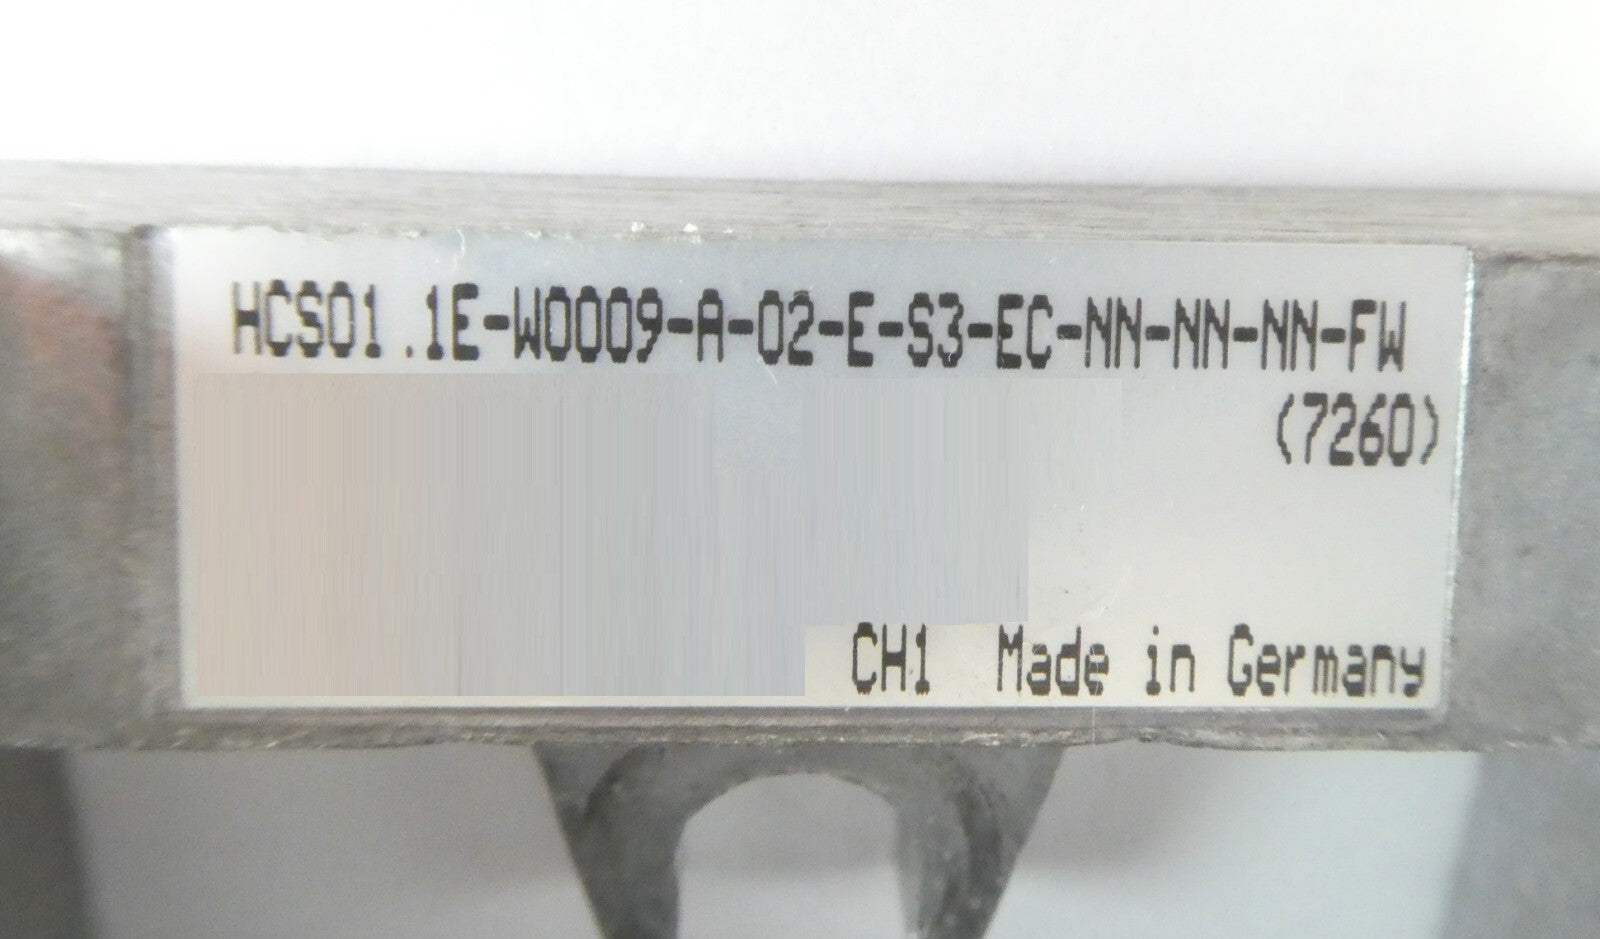 HCS01.1E-W0009-A-02-E-S3-EC-NN-NN-NN-FW
(7260)
CH1 Made in Germany